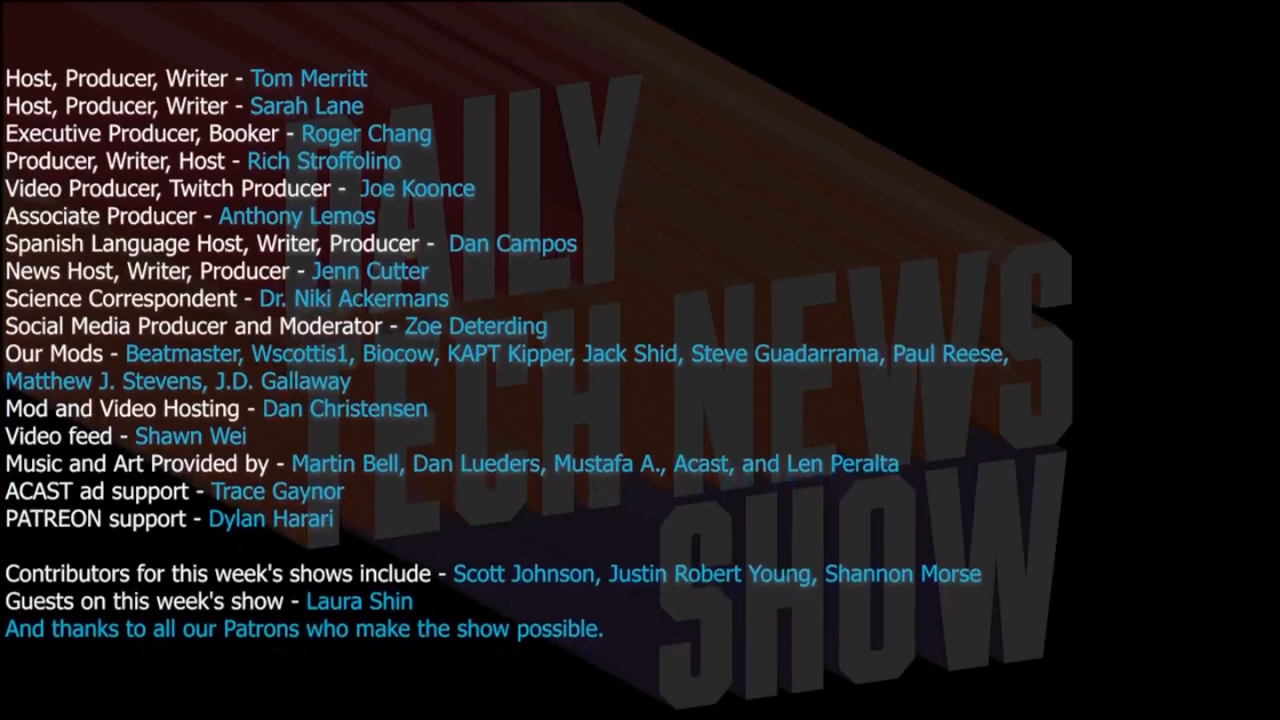 Host, Producer, Writer - Tom Merritt
Host, Producer, Writer - Sarah Lane
Executive Producer, Booker - Roger Chang
Producer, Writer, Host - Rich Stroffolino
Video Producer, Twitch Producer - Joe Koonce
Associate Producer - Anthony Lemos
Spanish Language Host, Writer, Producer - Dan Campos
News Host, Writer, Producer - Jenn Cutter
Science Correspondent - Dr. Niki Ackermans
Social Media Producer and Moderator - Zoe Deterding
Our Mods - Beatmaster, Wscottis1, Biocow, KAPT Kipper, Jack Shid, Steve Guadarrama, Paul Reese,
Matthew J. Stevens, J.D. Gallaway
Mod and Video Hosting - Dan Christensen
Video feed - Shawn Wei
Music and Art Provided by - Martin Bell, Dan Lueders, Mustafa A., Acast, and Len Peralta
ACAST ad support - Trace Gaynor
PATREON support - Dylan Harari
Contributors for this week's shows include - Scott Johnson, Justin Robert Young, Shannon Morse
Guests on this week's show - Laura Shin
And thanks to all our Patrons who make the show possible.
DAILY
TECH NEWS
SHOW